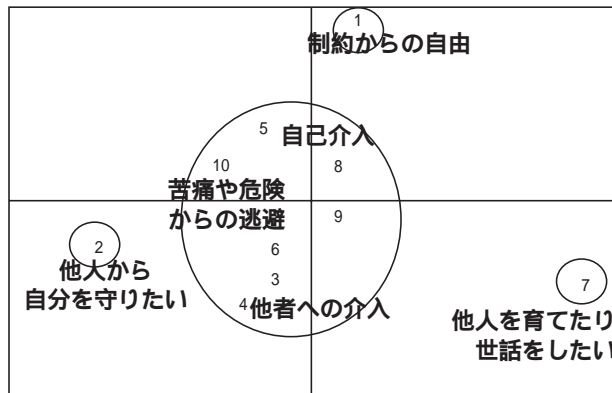 1
制約からの自由
5
自己介入
10
8
苦痛や危険
からの逃避
9
2
6
他人から
自分を守りたい
3
7
4
他者への介入
他人を育てたり
世話をしたい